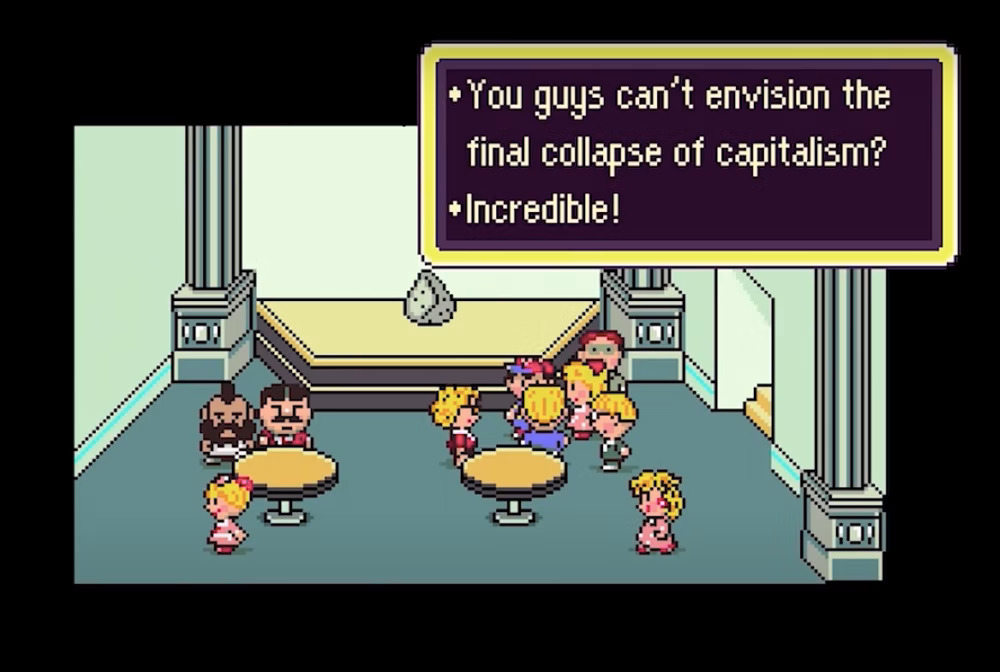 •You guys can't envision the
final collapse of capitalism?
•Incredible!